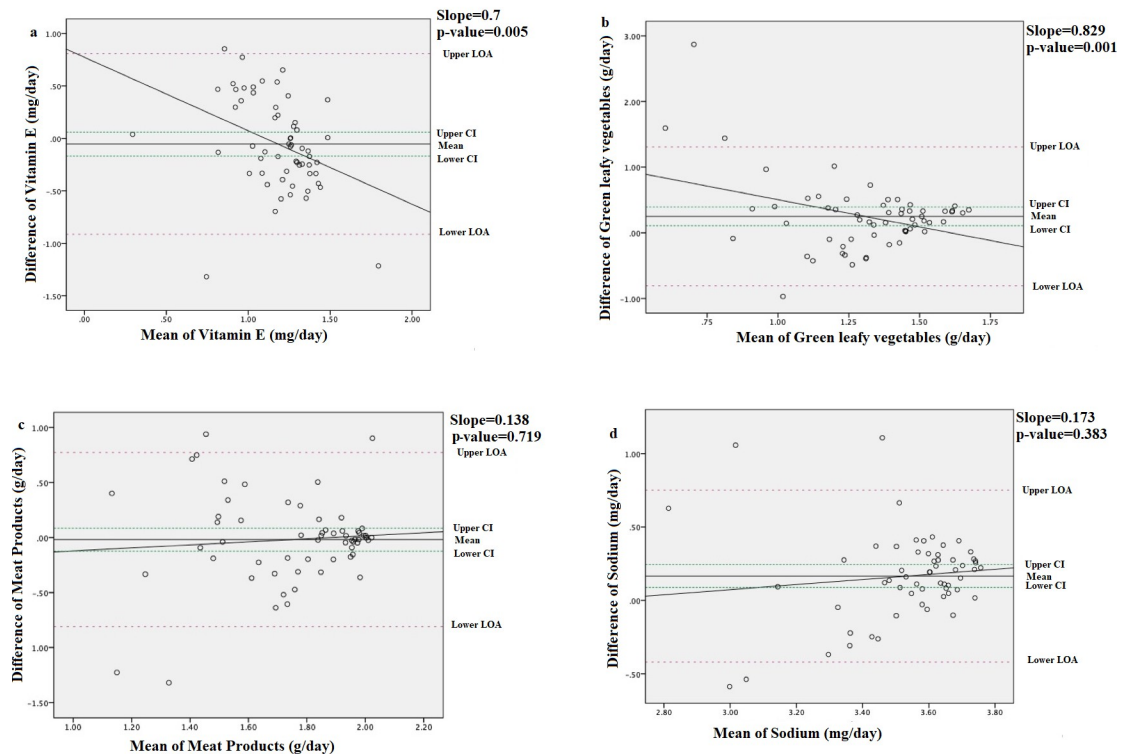 a
Slope=0.7
p-value=0.005
Difference of Vitamin E (mg/day)
1.00
.50
.00
-.50
-1.00
-1.50
Upper LOA
Upper CI
Mean
Lower CI
Lower LOA
.00 .50 1.00 1.50 2.00
Mean of Vitamin E (mg/day)
b
Slope=0.829
p-value=0.001
Difference of Green leafy vegetables (g/day)
3.00
2.00
1.00
.00
-1.00
Upper LOA
Upper CI
Mean
Lower CI
Lower LOA
.75 1.00 1.25 1.50 1.75
Mean of Green leafy vegetables (g/day)
c
Slope=0.138
p-value=0.719
Difference of Meat Products (g/day)
1.00
.50
.00
-.50
1.00
-1.50
Upper LOA
Upper CI
Mean
Lower CI
Lower LOA
1.00 1.20 1.40 1.60 1.80 2.00 2.20
Mean of Meat Products (g/day)
d
Slope=0.173
p-value=0.383
Difference of Sodium (mg/day)
1.00
.50
.00
-.50
Upper LOA
Upper CI
Mean
Lower CI
Lower LOA
2.80 3.00 3.20 3.40 3.60 3.80
Mean of Sodium (mg/day)